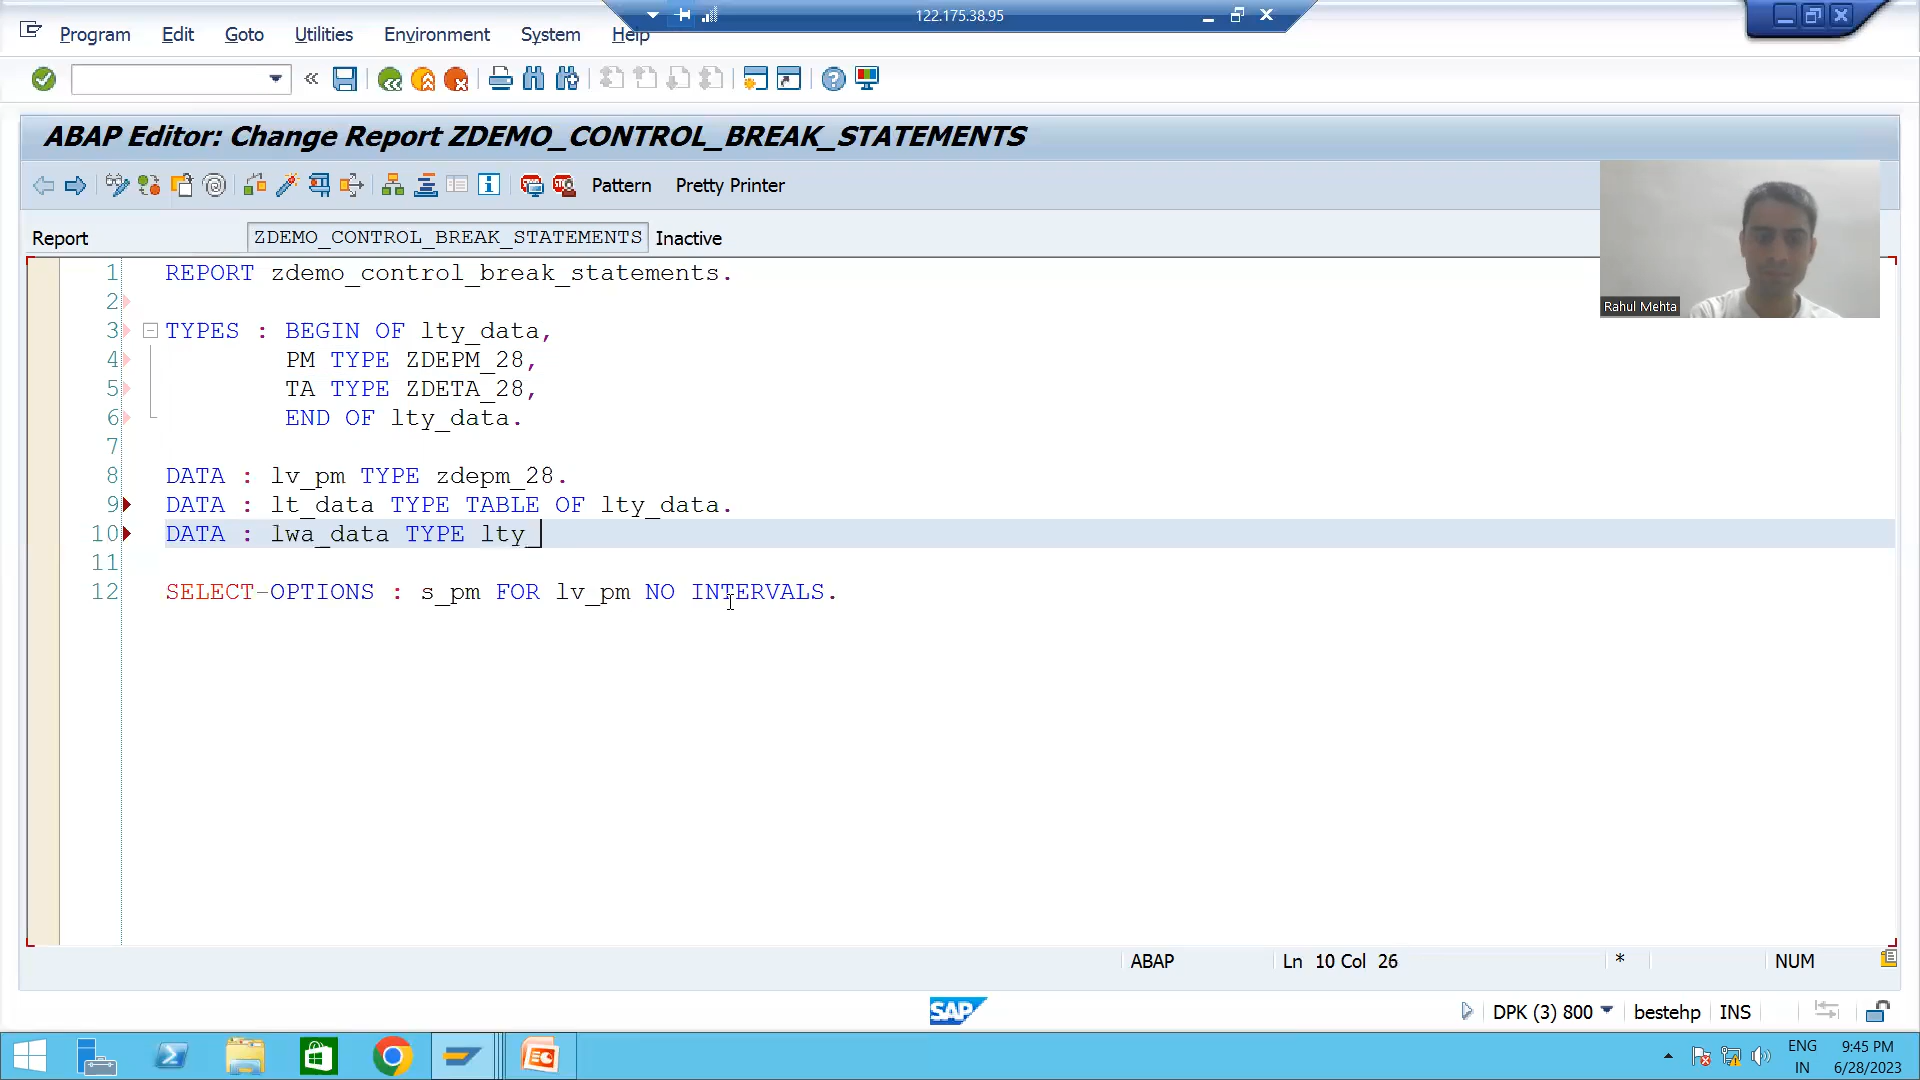 122.175.38.95
Program Edit Goto Utilities Environment System Help
ABAP Editor: Change Report ZDEMO_CONTROL_BREAK_STATEMENTS
Pattern Pretty Printer
Report ZDEMO_CONTROL_BREAK_STATEMENTS Inactive
Rahul Mehta
1 REPORT zdemo_control_break_statements.
2
3 TYPES : BEGIN OF lty_data,
4 PM TYPE ZDEPM_28,
5 TA TYPE ZDETA_28,
6 END OF lty_data.
7
8 DATA : lv_pm TYPE zdepm_28.
9 DATA : lt_data TYPE TABLE OF lty_data.
10 DATA : lwa_data TYPE lty_
11
12 SELECT-OPTIONS : s_pm FOR lv_pm NO INTERVALS.
ABAP Ln 10 Col 26 * NUM
SAP DPK (3) 800 bestehp INS
ENG 9:45 PM
IN 6/28/2023